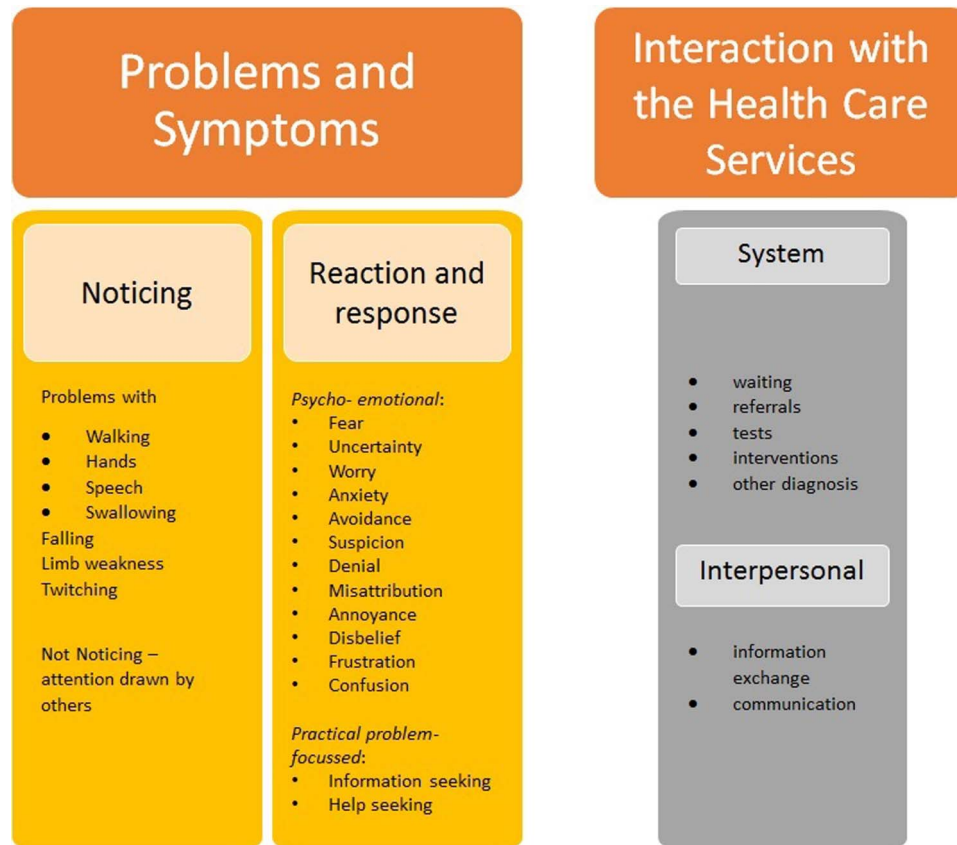 Problems and
Symptoms
Noticing
Problems with
• Walking
• Hands
• Speech
• Swallowing
Falling
Limb weakness
Twitching
Not Noticing –
attention drawn by
others
Reaction and
response
Psycho- emotional:
• Fear
• Uncertainty
• Worry
• Anxiety
• Avoidance
• Suspicion
• Denial
• Misattribution
• Annoyance
• Disbelief
• Frustration
• Confusion
Practical problem-
focussed:
• Information seeking
• Help seeking
Interaction with
the Health Care
Services
System
• waiting
• referrals
• tests
• interventions
• other diagnosis
Interpersonal
• information
exchange
• communication